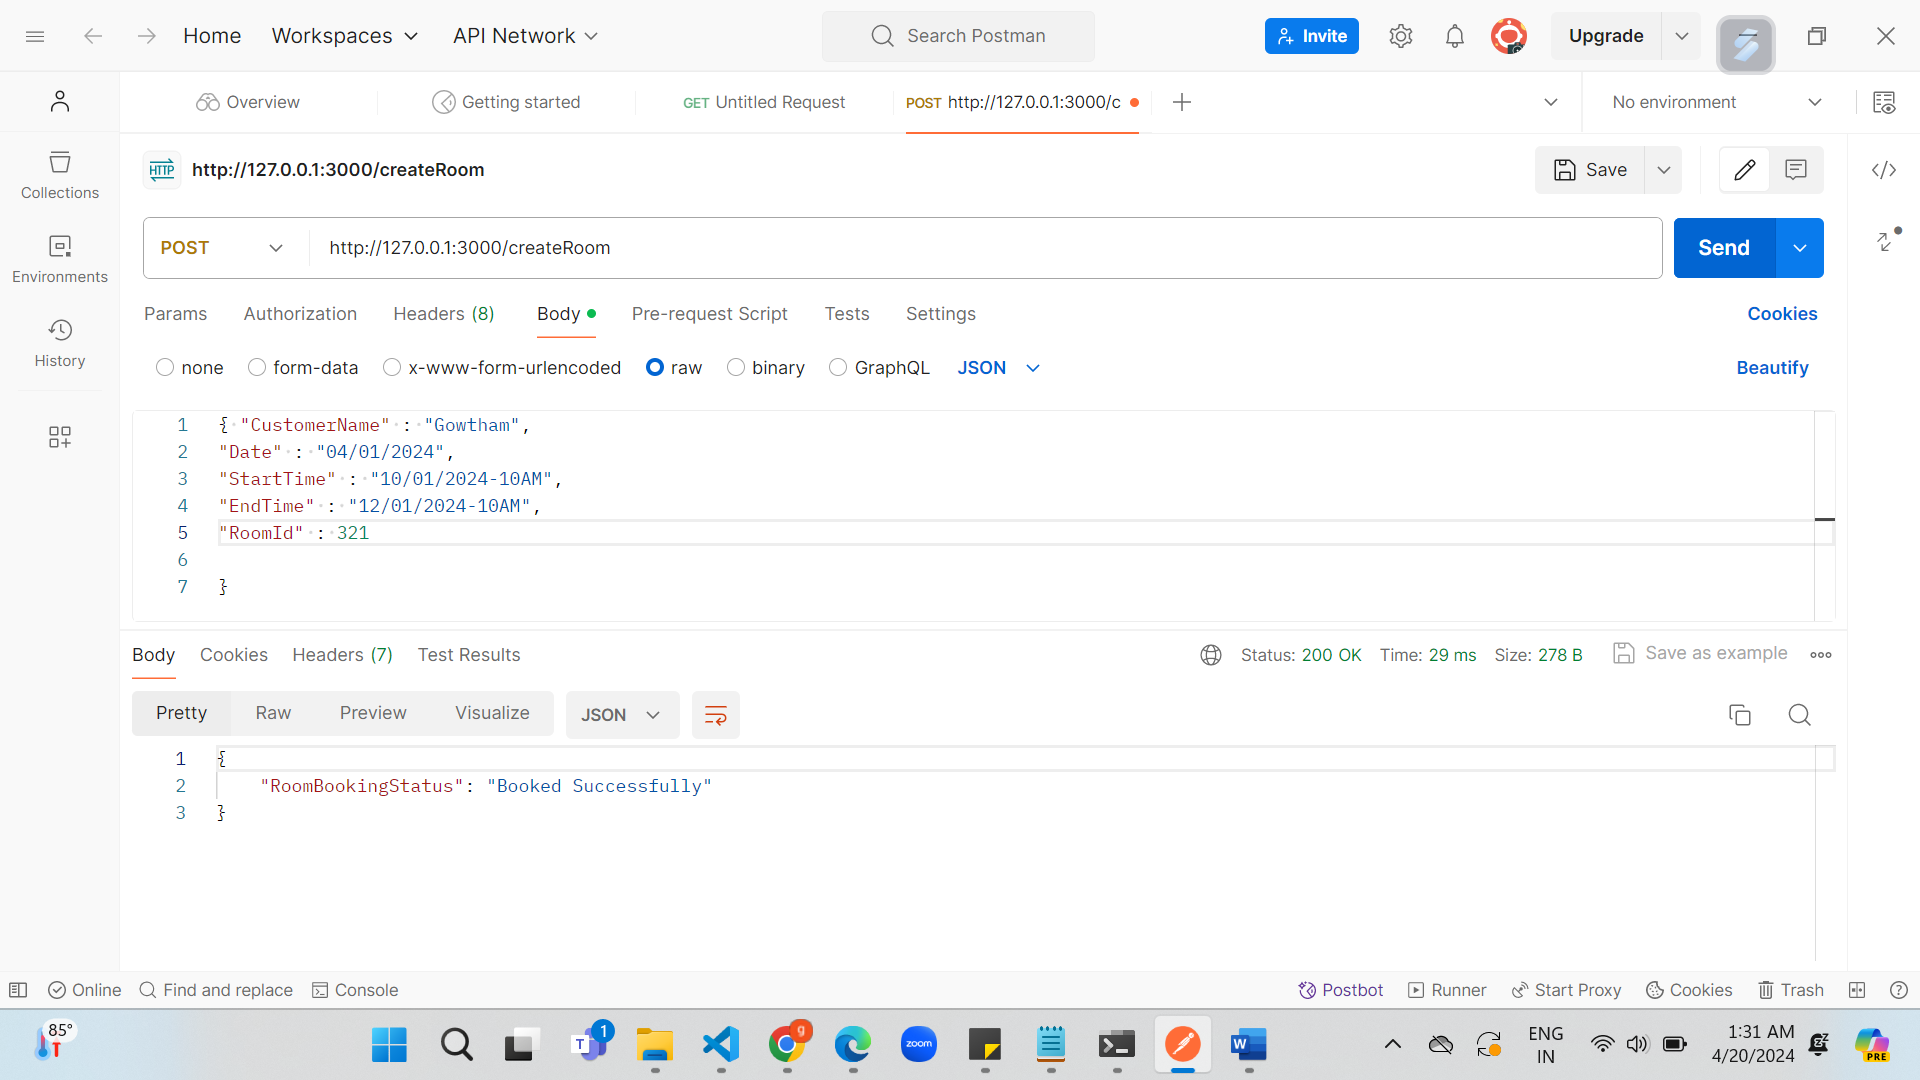 Home Workspaces API Network Search Postman Invite Upgrade
Overview Getting started GET Untitled Request POST http://127.0.0.1:3000/c No environment
HTTP http://127.0.0.1:3000/createRoom Save
Collections
Environments
History
POST http://127.0.0.1:3000/createRoom Send
Params Authorization Headers (8) Body Pre-request Script Tests Settings Cookies
none form-data x-www-form-urlencoded raw binary GraphQL JSON Beautify
1 { "CustomerName" : "Gowtham",
2 "Date" : "04/01/2024",
3 "StartTime" : "10/01/2024-10AM",
4 "EndTime" : "12/01/2024-10AM",
5 "RoomId" : 321
6
7 }
Body Cookies Headers (7) Test Results Status: 200 OK Time: 29 ms Size: 278 B Save as example
Pretty Raw Preview Visualize JSON
1 {
2 "RoomBookingStatus": "Booked Successfully"
3 }
Online Find and replace Console Postbot Runner Start Proxy Cookies Trash
85° T 1 g zoom W ENG 1:31 AM
IN 4/20/2024 PRE